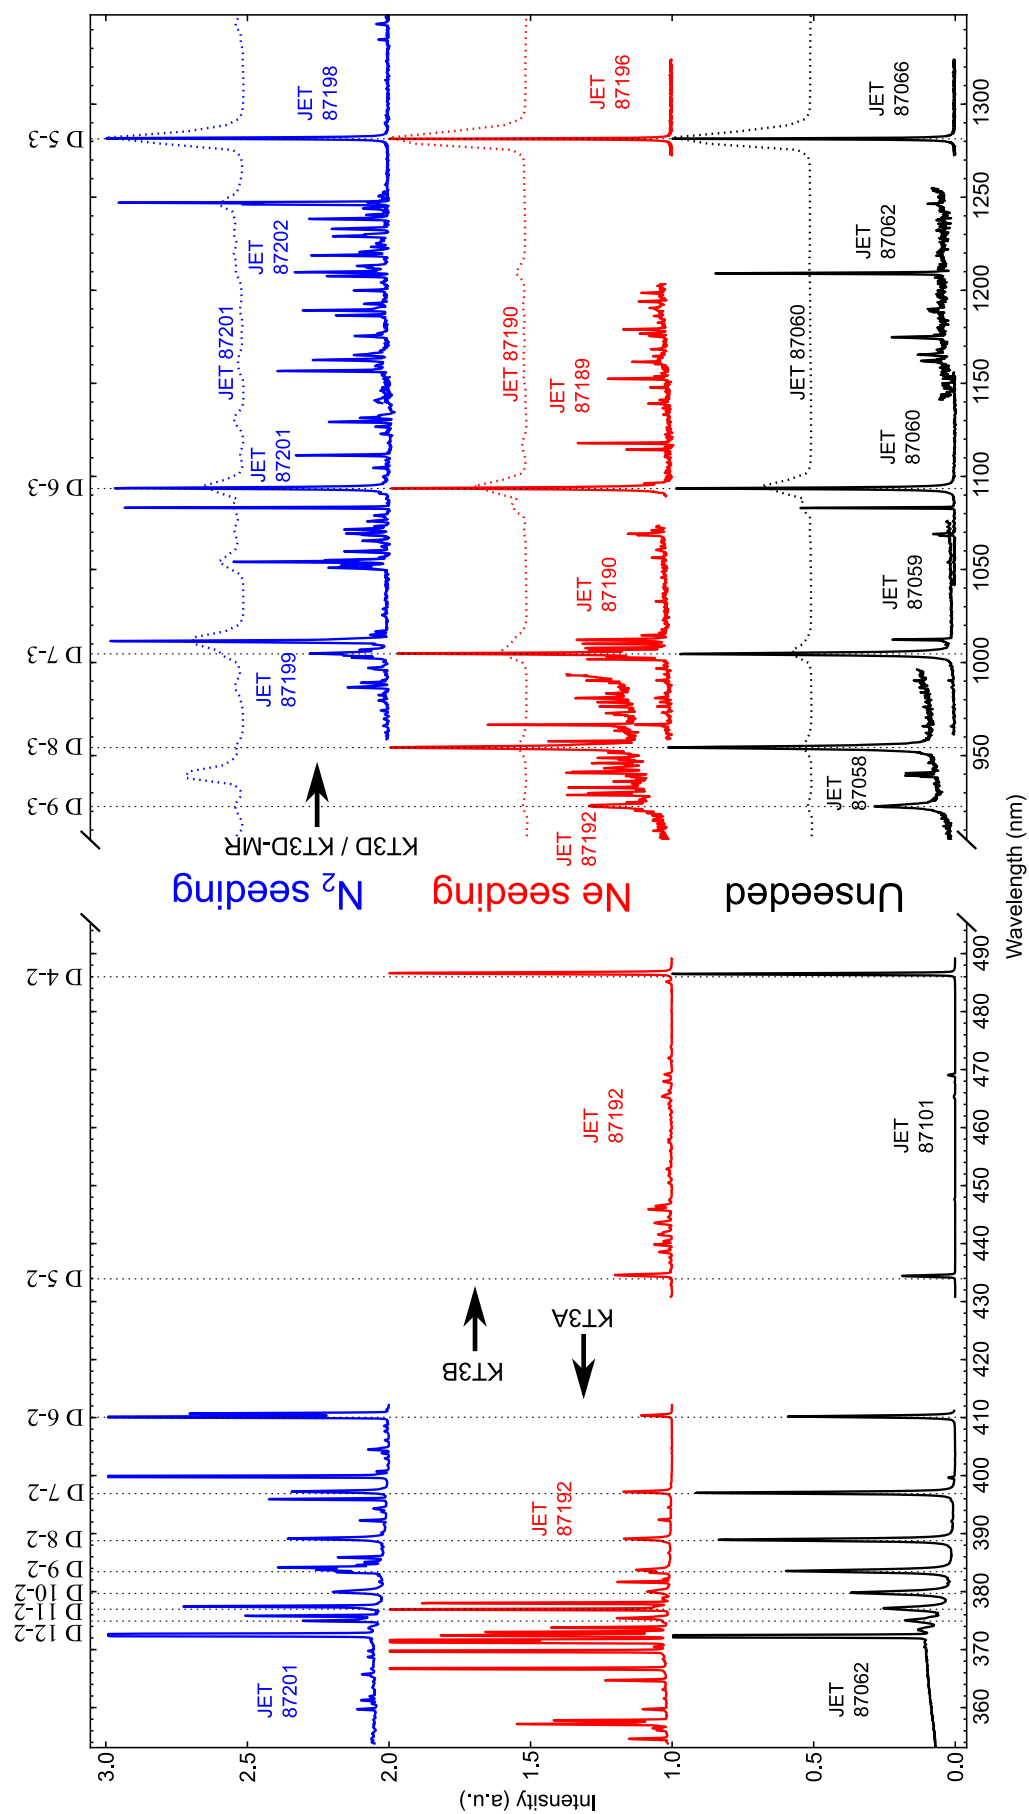 D 12-2
D 11-2
D 10-2
D 9-2
D 8-2
D 7-2
D 6-2
D 5-2
D 4-2
D 9-3
D 8-3
D 7-3
D 6-3
D 5-3
3.0
2.5
2.0
1.5
1.0
0.5
0.0
Intensity (a.u.)
JET
87201
N2 seeding
KT3D / KT3D-MR
JET
87199
JET
87201
JET 87201
JET
87202
JET
87198
KT3B
KT3A
JET
87192
JET
87192
Ne seeding
JET
87192
JET
87190
JET
87189
JET 87190
JET
87196
JET
87062
JET
87101
Unseeded
JET
87058
JET
87059
JET
87060
JET 87060
JET
87062
JET
87066
360
370
380
390
400
410
420
430
440
450
460
470
480
490
950
1000
1050
1100
1150
1200
1250
1300
Wavelength (nm)